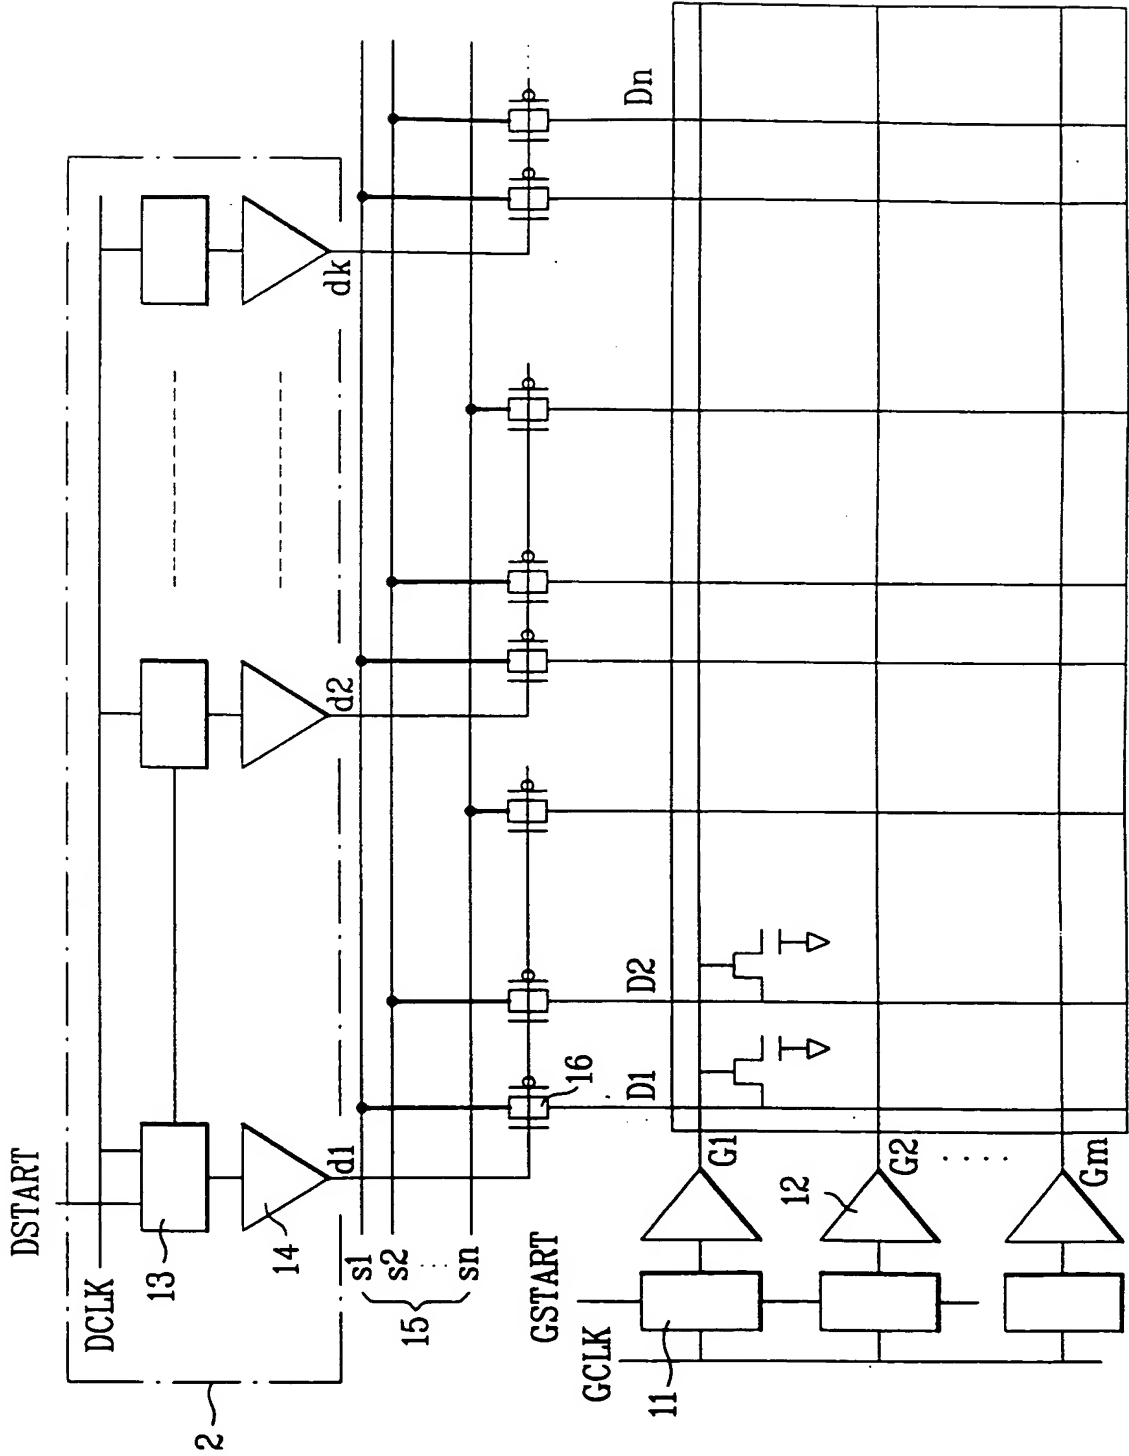 DSTART
DCLK
13
14
2
d1
d2
dk
s1
s2
.....
sn
15
16
.....
D1
D2
Dn
GSTART
GCLK
11
12
G1
G2
.....
Gm